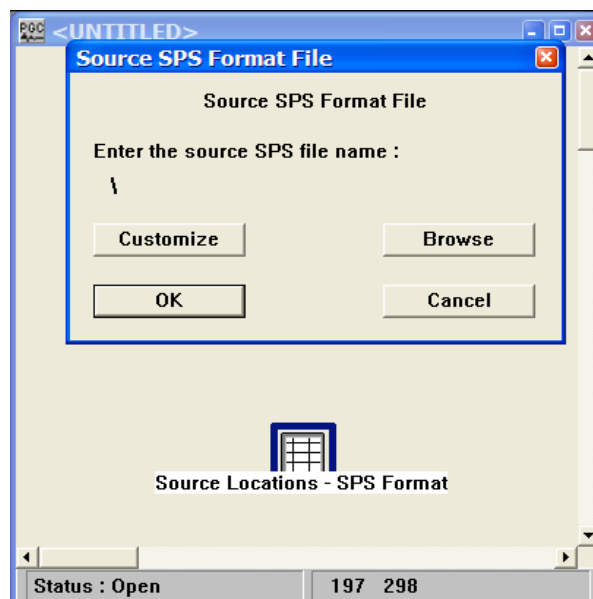 PGC <UNTITLED>
Source SPS Format File
Source SPS Format File
Enter the source SPS file name :
\
Customize Browse
OK Cancel
Source Locations - SPS Format
Status : Open 197 298